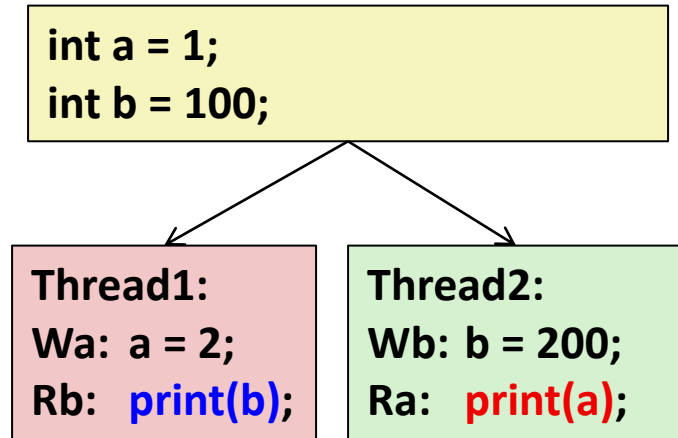 int a = 1;
int b = 100;
Thread1:
Wa: a = 2;
Rb: print(b);
Thread2:
Wb: b = 200;
Ra: print(a);